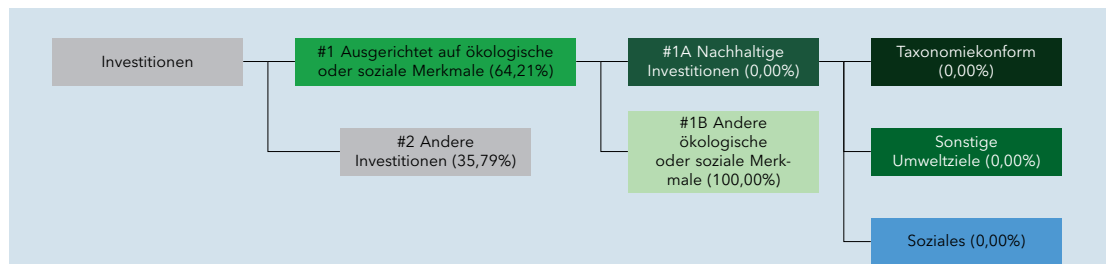 Investitionen
#1 Ausgerichtet auf ökologische
oder soziale Merkmale (64,21%)
#2 Andere
Investitionen (35,79%)
#1A Nachhaltige
Investitionen (0,00%)
#1B Andere
ökologische
oder soziale Merk-
male (100,00%)
Taxonomiekonform
(0,00%)
Sonstige
Umweltziele (0,00%)
Soziales (0,00%)